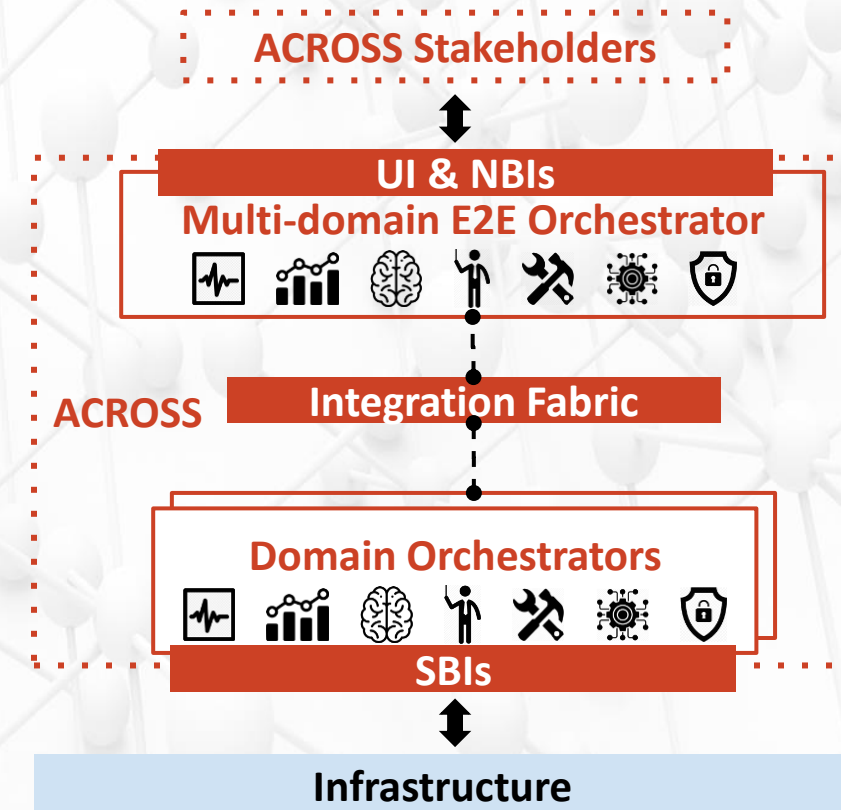 ACROSS Stakeholders
UI & NBIs
Multi-domain E2E Orchestrator
Integration Fabric
ACROSS
Domain Orchestrators
SBIs
Infrastructure